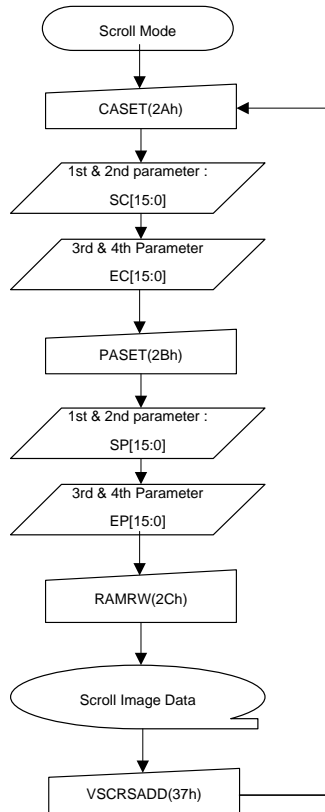 Scroll Mode
CASET(2Ah)
1st & 2nd parameter :
SC[15:0]
3rd & 4th Parameter
EC[15:0]
PASET(2Bh)
1st & 2nd parameter :
SP[15:0]
3rd & 4th Parameter
EP[15:0]
RAMRW(2Ch)
Scroll Image Data
VSCRSADD(37h)